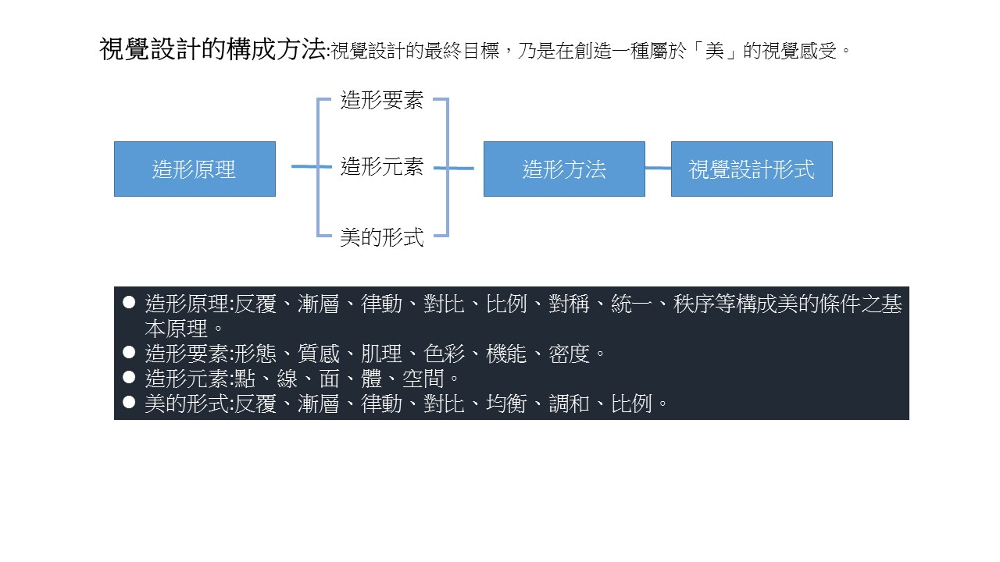 視覺設計的構成方法:視覺設計的最終目標，乃是在創造一種屬於「美」的視覺感受。
造形要素
造形原理
造形元素
造形方法
視覺設計形式
美的形式
● 造形原理:反覆、漸層、律動、對比、比例、對稱、統一、秩序等構成美的條件之基
本原理。
● 造形要素:形態、質感、肌理、色彩、機能、密度。
● 造形元素:點、線、面、體、空間。
● 美的形式:反覆、漸層、律動、對比、均衡、調和、比例。